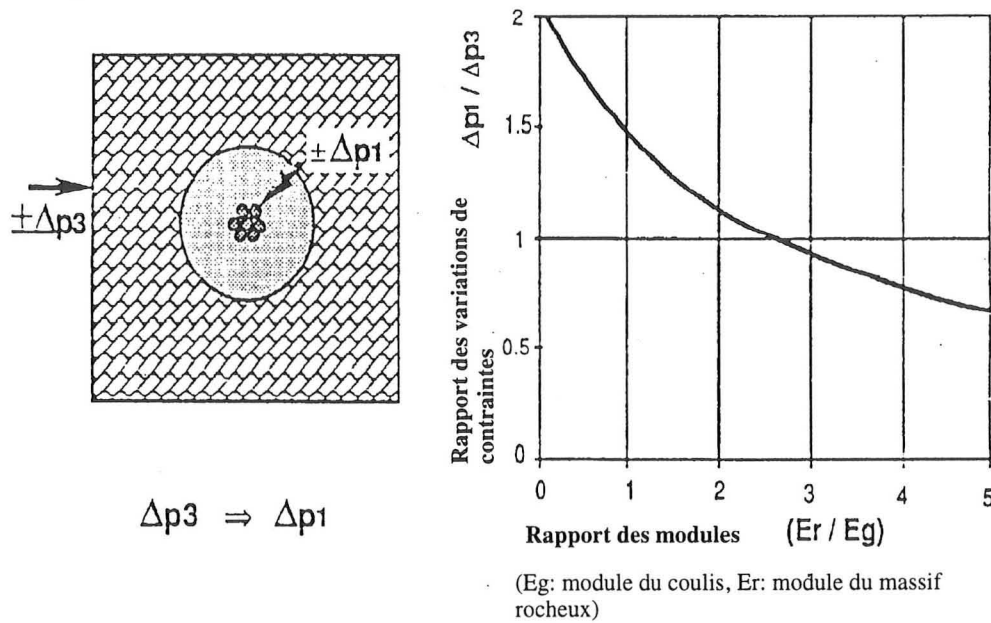 ±Δp1
±Δp3
Δp3 ⇒ Δp1
Rapport des variations de
contraintes
Δp1 / Δp3
2
1.5
1
0.5
0
0 1 2 3 4 5
Rapport des modules (Er / Eg)
(Eg: module du coulis, Er: module du massif
rocheux)